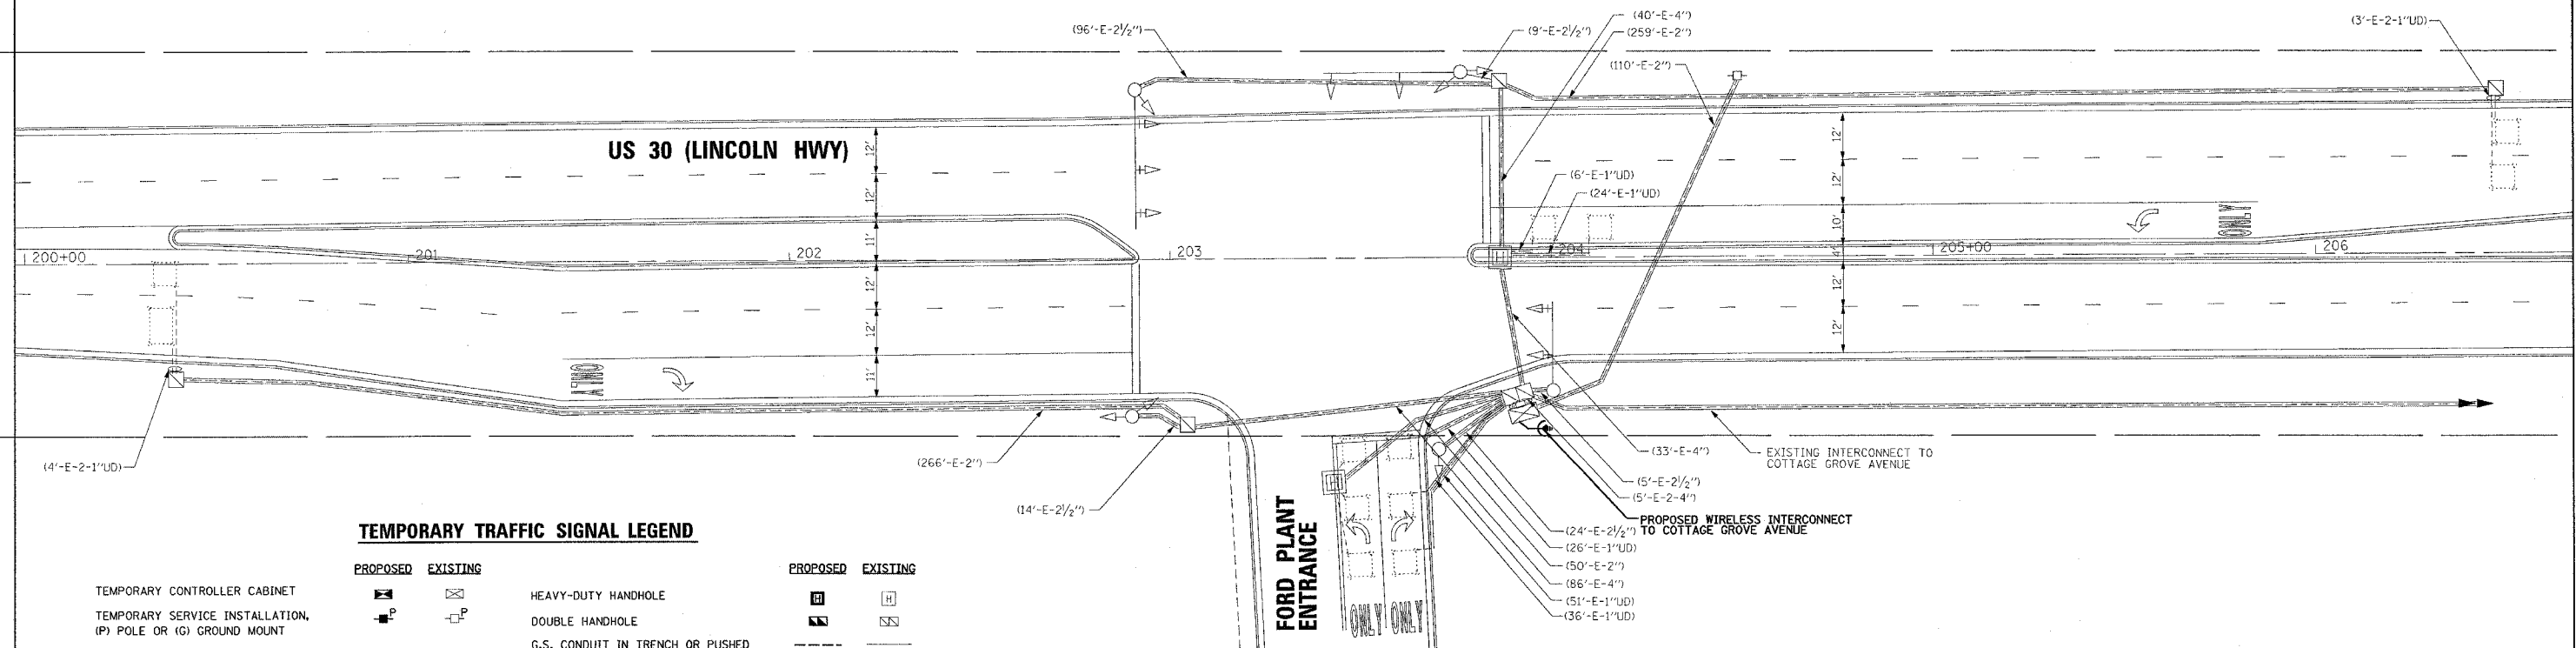 (96'-E-2½")
(9'-E-2½")
(40'-E-4")
(259'-E-2")
(110'-E-2")
(3'-E-2-1"UD)
US 30 (LINCOLN HWY)
12'
12'
11'
12'
12'
11'
12'
12'
10'
4'
12'
12'
(6'-E-1"UD)
(24'-E-1"UD)
ONLY
200+00
201
202
203
204
205+00
206
H
ONLY
(4'-E-2-1"UD)
(266'-E-2")
(14'-E-2½")
(33'-E-4")
EXISTING INTERCONNECT TO
COTTAGE GROVE AVENUE
(5'-E-2½")
(5'-E-2-4")
PROPOSED WIRELESS INTERCONNECT
TO COTTAGE GROVE AVENUE
(24'-E-2½")
(26'-E-1"UD)
(50'-E-2")
(86'-E-4")
(51'-E-1"UD)
(36'-E-1"UD)
H
FORD PLANT
ENTRANCE
ONLY ONLY
TEMPORARY TRAFFIC SIGNAL LEGEND
PROPOSED EXISTING
PROPOSED EXISTING
TEMPORARY CONTROLLER CABINET
HEAVY-DUTY HANDHOLE
H H
TEMPORARY SERVICE INSTALLATION,
(P) POLE OR (G) GROUND MOUNT
P P
DOUBLE HANDHOLE
G.S. CONDUIT IN TRENCH OR PUSHED